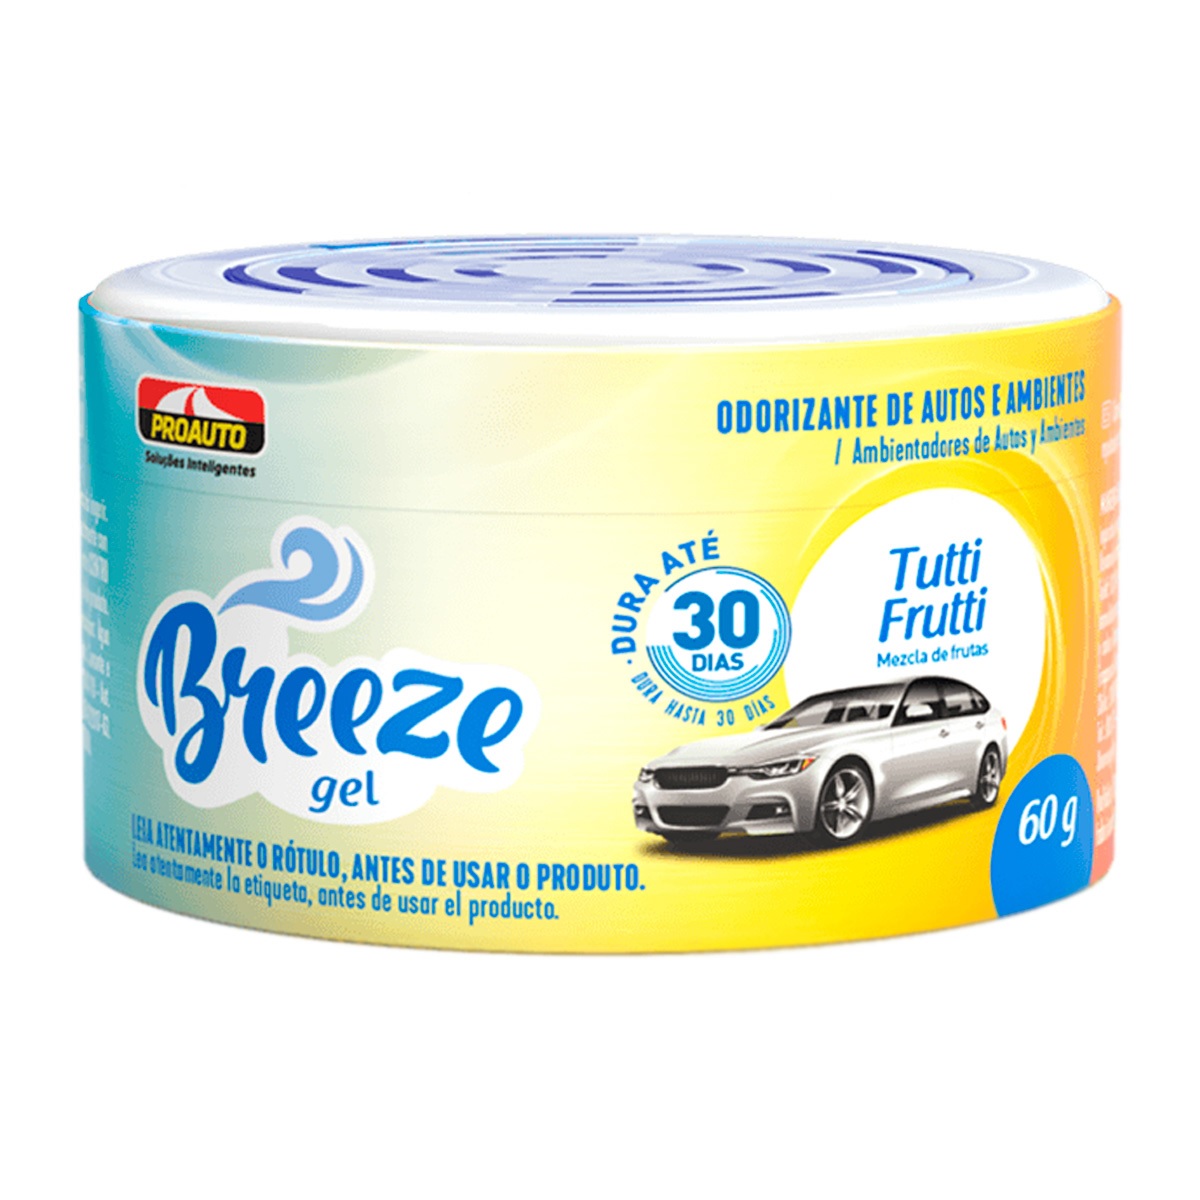 PROAUTO
Soluções Inteligentes
ODORIZANTE DE AUTOS E AMBIENTES
/ Ambientadores de Autos y Ambientes
Breeze
gel
DURA ATÉ
30
DIAS
DURA HASTA 30 DÍAS
Tutti
Frutti
Mezcla de frutas
60 g
LEIA ATENTAMENTE O RÓTULO, ANTES DE USAR O PRODUTO.
Lea atentamente la etiqueta, antes de usar el producto.